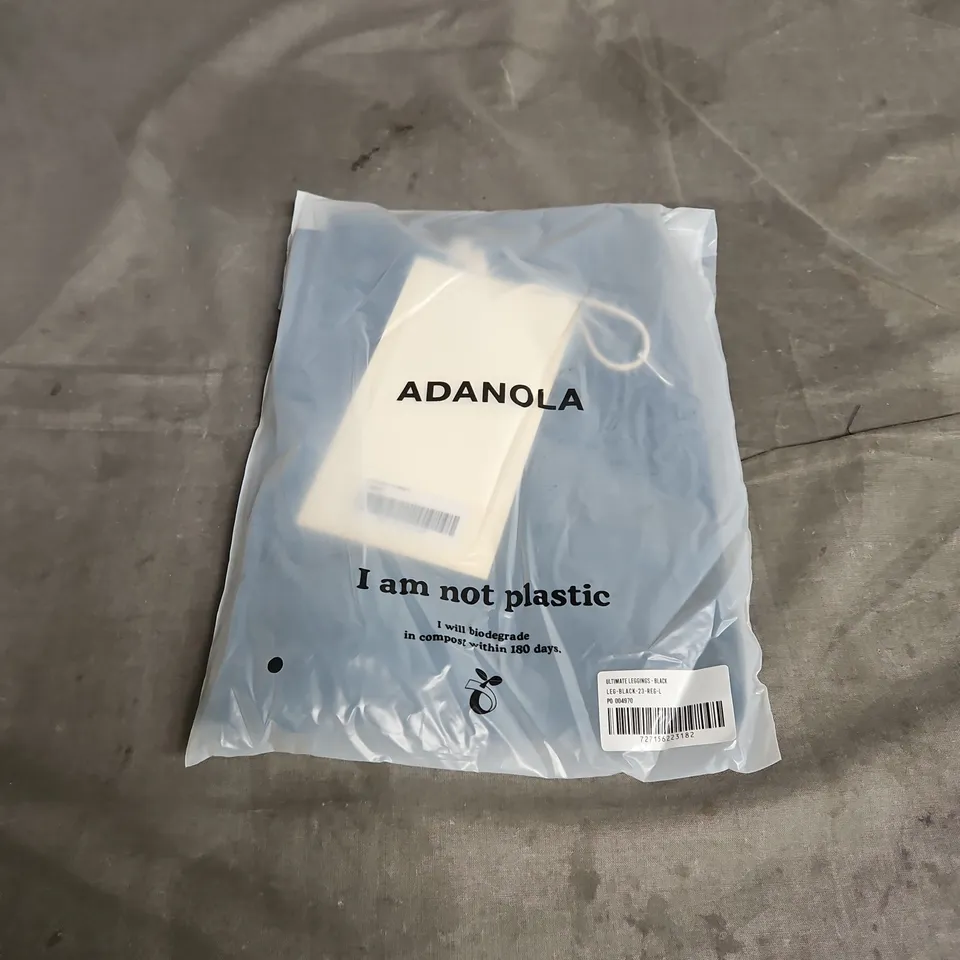 ADANOLA
I am not plastic
I will biodegrade
in compost within 180 days.
ULTIMATE LEGGINGS - BLACK
LEG-BLACK-23-REG-L
PO 004970
727136223182